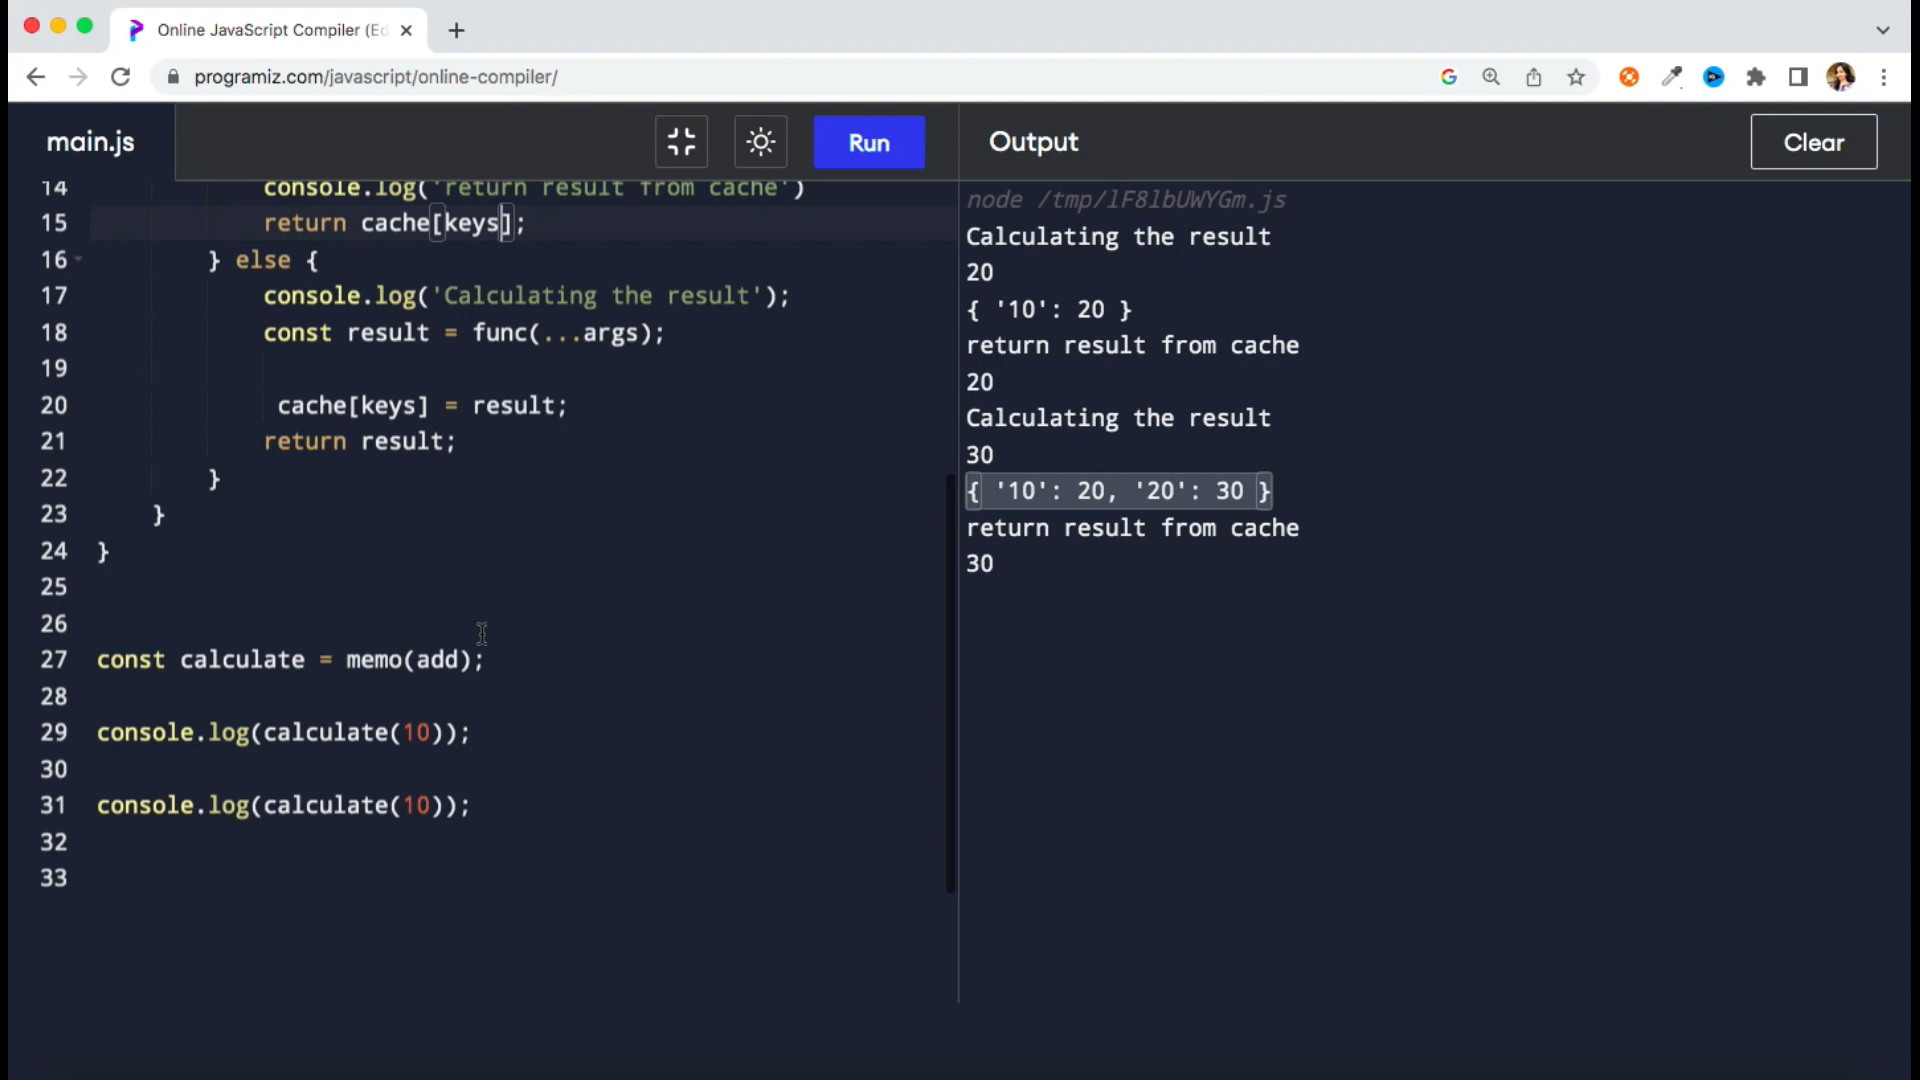 Online JavaScript Compiler (Ed
programiz.com/javascript/online-compiler/
main.js
Run
Output
Clear
14 console.log('return result from cache')
15 return cache[keys];
16 } else {
17 console.log('Calculating the result');
18 const result = func(...args);
19
20 cache[keys] = result;
21 return result;
22 }
23 }
24 }
25
26
27 const calculate = memo(add);
28
29 console.log(calculate(10));
30
31 console.log(calculate(10));
32
33
node /tmp/lF8lbUWYGm.js
Calculating the result
20
{ '10': 20 }
return result from cache
20
Calculating the result
30
{ '10': 20, '20': 30 }
return result from cache
30